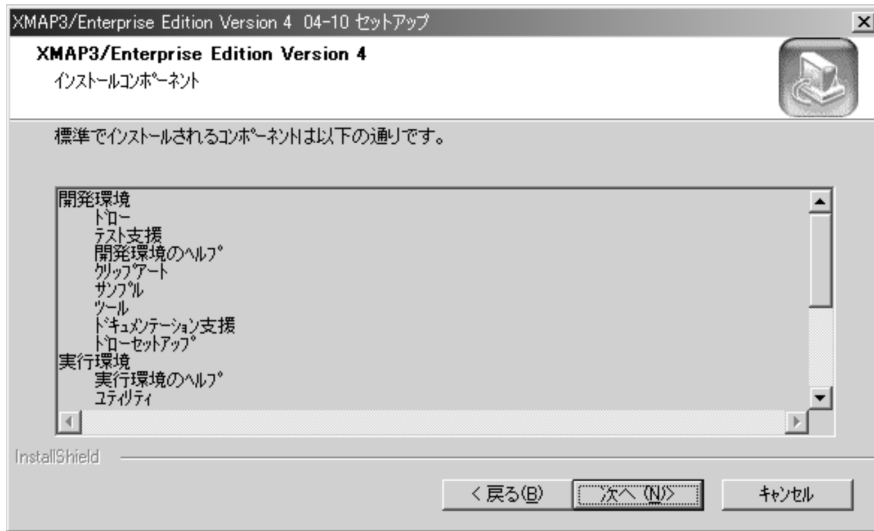 XMAP3/Enterprise Edition Version 4  04-10 セットアップ
XMAP3/Enterprise Edition Version 4
インストールコンポーネント
標準でインストールされるコンポーネントは以下の通りです。
開発環境
ドロー
テスト支援
開発環境のヘルプ
クリップアート
サンプル
ツール
ドキュメンテーション支援
ドローセットアップ
実行環境
実行環境のヘルプ
ユティリティ
InstallShield
< 戻る(B)
次へ (N)>
キャンセル